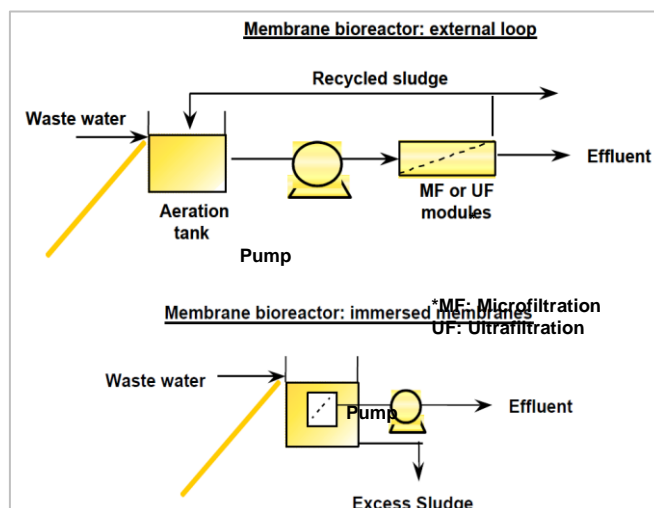 Membrane bioreactor: external loop
Recycled sludge
Waste water
Effluent
MF or UF
modules
*
Aeration
tank
Pump
*MF: Microfiltration
Membrane bioreactor: immersed membranes
UF: Ultrafiltration
Waste water
Pump
Effluent
Excess Sludge